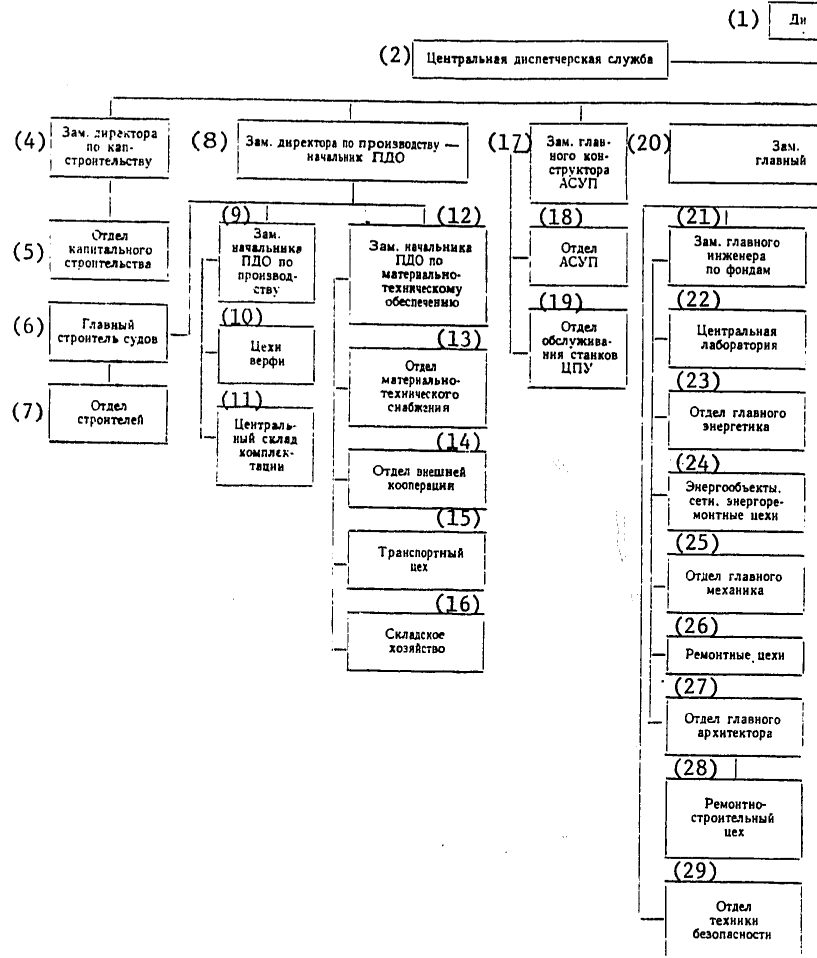 (1)
Ди
(2)
Центральная диспетчерская служба
(4)
Зам. директора
по кап-
строительству
(8)
Зам. директора по производству —
начальник ПДО
(17)
Зам. глав-
ного кон-
структора
АСУП
(20)
Зам.
главный
(5)
Отдел
капитального
строительства
(6)
Главный
строитель судов
(7)
Отдел
строителей
(9)
Зам.
начальника
ПДО по
производ-
ству
(10)
Цехи
верфи
(11)
Централь-
ный склад
комплек-
тации
(12)
Зам. начальника
ПДО по
материально-
техническому
обеспечению
(13)
Отдел
материально-
технического
снабжения
(14)
Отдел внешней
кооперации
(15)
Транспортный
цех
(16)
Складское
хозяйство
(18)
Отдел
АСУП
(19)
Отдел
обслужива-
ния станков
ЦПУ
(21)
Зам. главного
инженера
по фондам
(22)
Центральная
лаборатория
(23)
Отдел главного
энергетика
(24)
Энергообъекты,
сети, энергоре-
монтные цехи
(25)
Отдел главного
механика
(26)
Ремонтные цехи
(27)
Отдел главного
архитектора
(28)
Ремонтно-
строительный
цех
(29)
Отдел
техники
безопасности